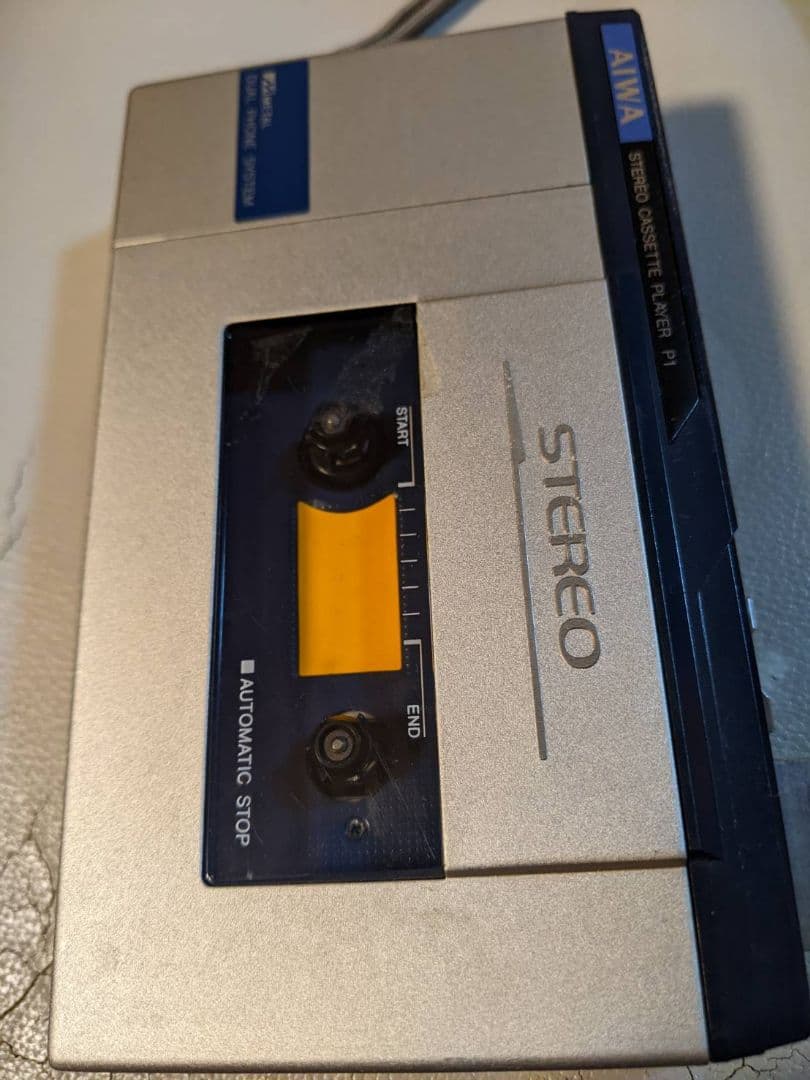 AIWA
STEREO CASSETTE PLAYER P1
METAL
DUAL PHONE SYSTEM
STEREO
START
END
■ AUTOMATIC STOP